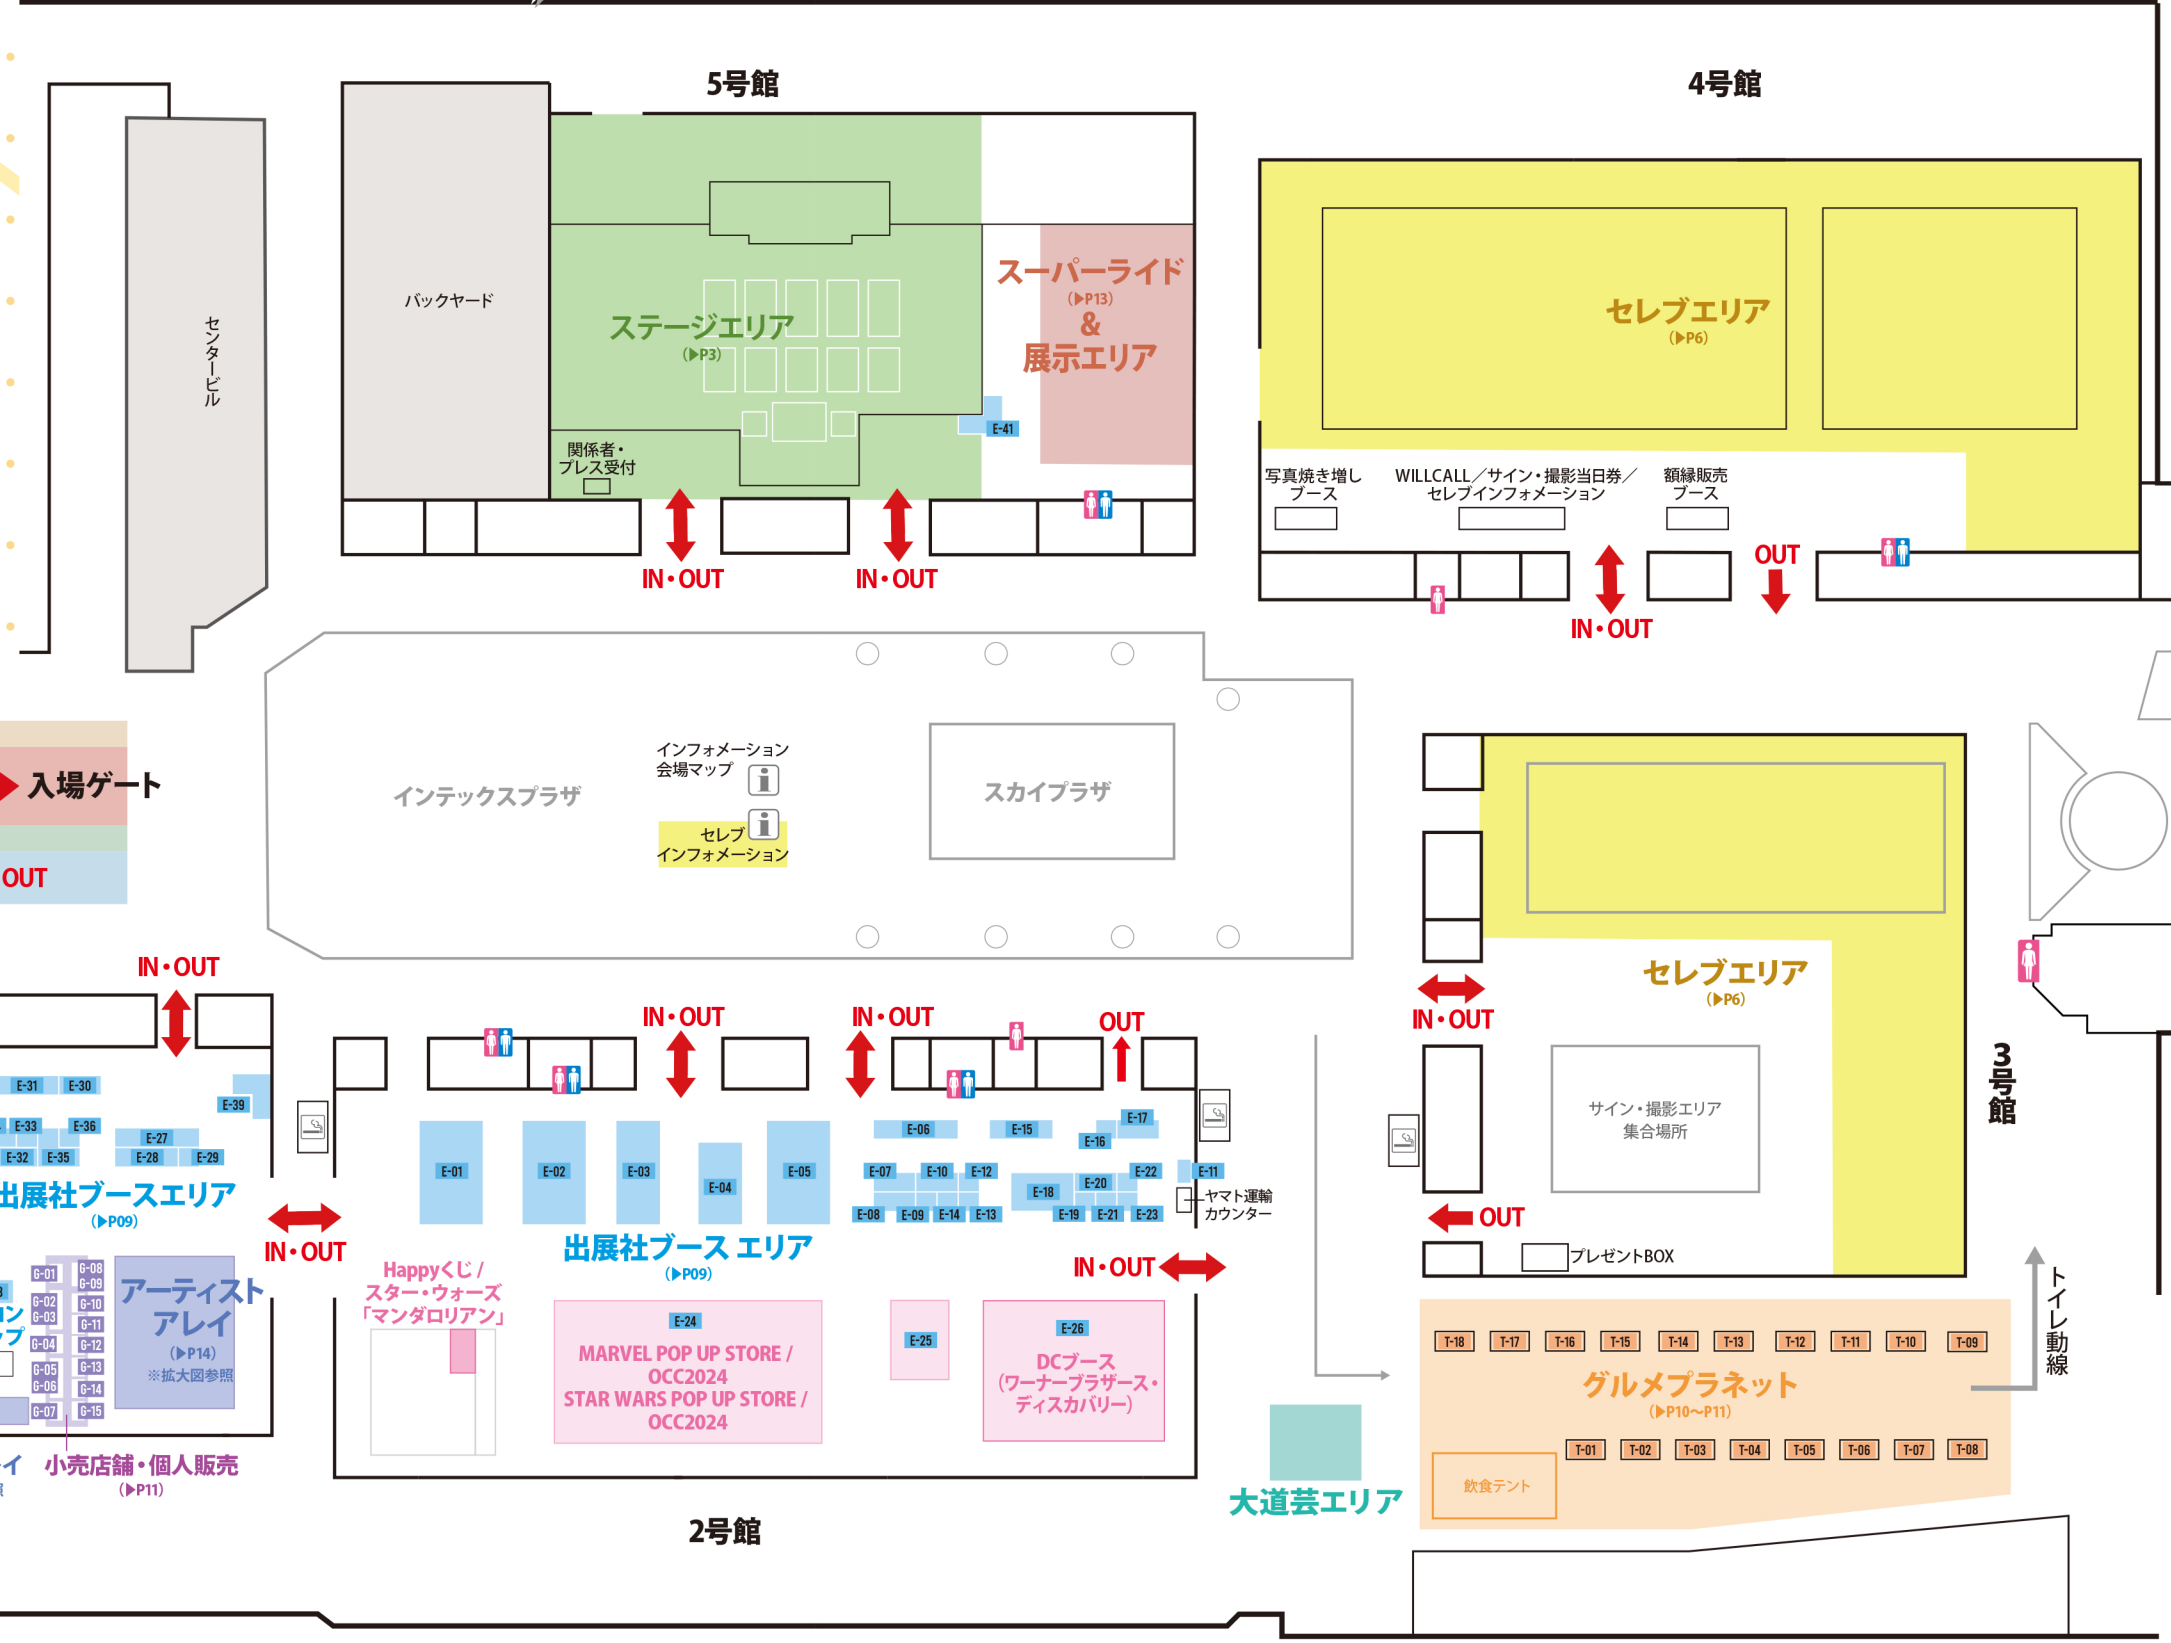 5号館
4号館
センタービル
バックヤード
ステージエリア
(▶P3)
スーパーライド
(▶P13)
&
展示エリア
E-41
関係者・
プレス受付
IN・OUT
IN・OUT
セレブエリア
(▶P6)
写真焼き増し
ブース
WILLCALL／サイン・撮影当日券／
セレブインフォメーション
額縁販売
ブース
IN・OUT
OUT
入場ゲート
OUT
インテックスプラザ
インフォメーション
会場マップ
セレブ
インフォメーション
スカイプラザ
セレブエリア
(▶P6)
IN・OUT
サイン・撮影エリア
集合場所
OUT
プレゼントBOX
3号館
IN・OUT
E-31
E-30
E-39
E-33
E-36
E-27
E-32
E-35
E-28
E-29
出展社ブースエリア
(▶P09)
IN・OUT
G-01
G-02
G-03
G-04
G-05
G-06
G-07
G-08
G-09
G-10
G-11
G-12
G-13
G-14
G-15
アーティスト
アレイ
(▶P14)
※拡大図参照
小売店舗・個人販売
(▶P11)
IN・OUT
IN・OUT
OUT
E-01
E-02
E-03
E-04
E-05
E-06
E-15
E-17
E-16
E-07
E-10
E-12
E-22
E-11
E-18
E-20
E-08
E-09
E-14
E-13
E-19
E-21
E-23
ヤマト運輸
カウンター
出展社ブース エリア
(▶P09)
IN・OUT
Happyくじ /
スター・ウォーズ
「マンダロリアン」
E-24
MARVEL POP UP STORE /
OCC2024
STAR WARS POP UP STORE /
OCC2024
E-25
E-26
DCブース
(ワーナーブラザース・
ディスカバリー)
2号館
大道芸エリア
T-18
T-17
T-16
T-15
T-14
T-13
T-12
T-11
T-10
T-09
グルメプラネット
(▶P10〜P11)
T-01
T-02
T-03
T-04
T-05
T-06
T-07
T-08
飲食テント
トイレ動線